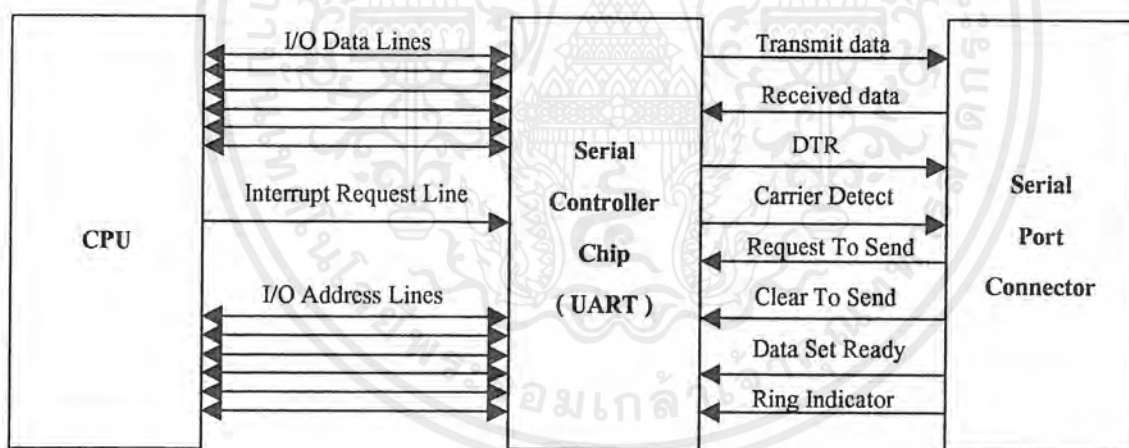 CPU
I/O Data Lines
Interrupt Request Line
I/O Address Lines
Serial
Controller
Chip
( UART )
Transmit data
Received data
DTR
Carrier Detect
Request To Send
Clear To Send
Data Set Ready
Ring Indicator
Serial
Port
Connector